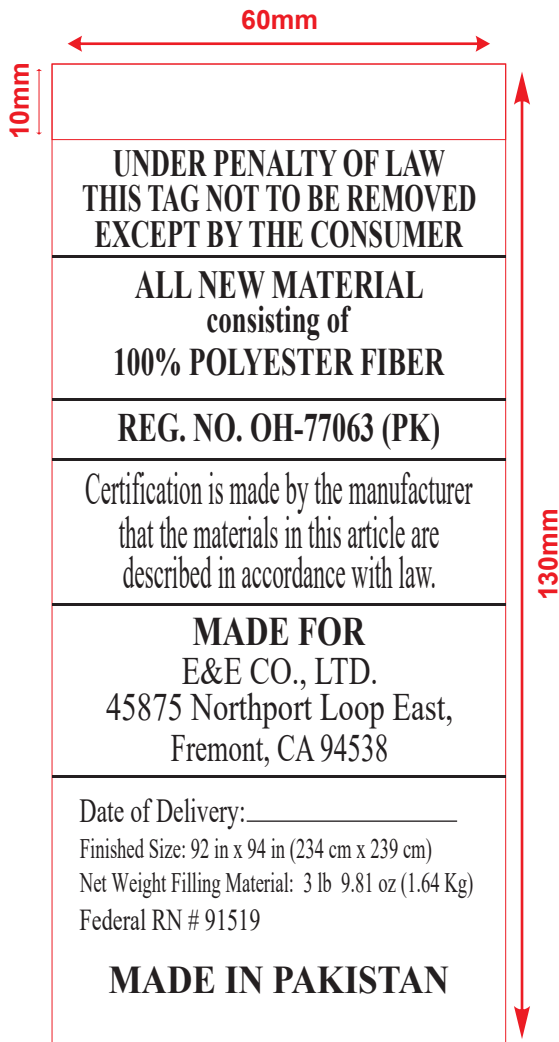 60mm
10mm
UNDER PENALTY OF LAW
THIS TAG NOT TO BE REMOVED
EXCEPT BY THE CONSUMER
ALL NEW MATERIAL
consisting of
100% POLYESTER FIBER
REG. NO. OH-77063 (PK)
Certification is made by the manufacturer
that the materials in this article are
described in accordance with law.
130mm
MADE FOR
E&E CO., LTD.
45875 Northport Loop East,
Fremont, CA 94538
Date of Delivery:
Finished Size: 92 in x 94 in (234 cm x 239 cm)
Net Weight Filling Material: 3 lb 9.81 oz (1.64 Kg)
Federal RN # 91519
MADE IN PAKISTAN